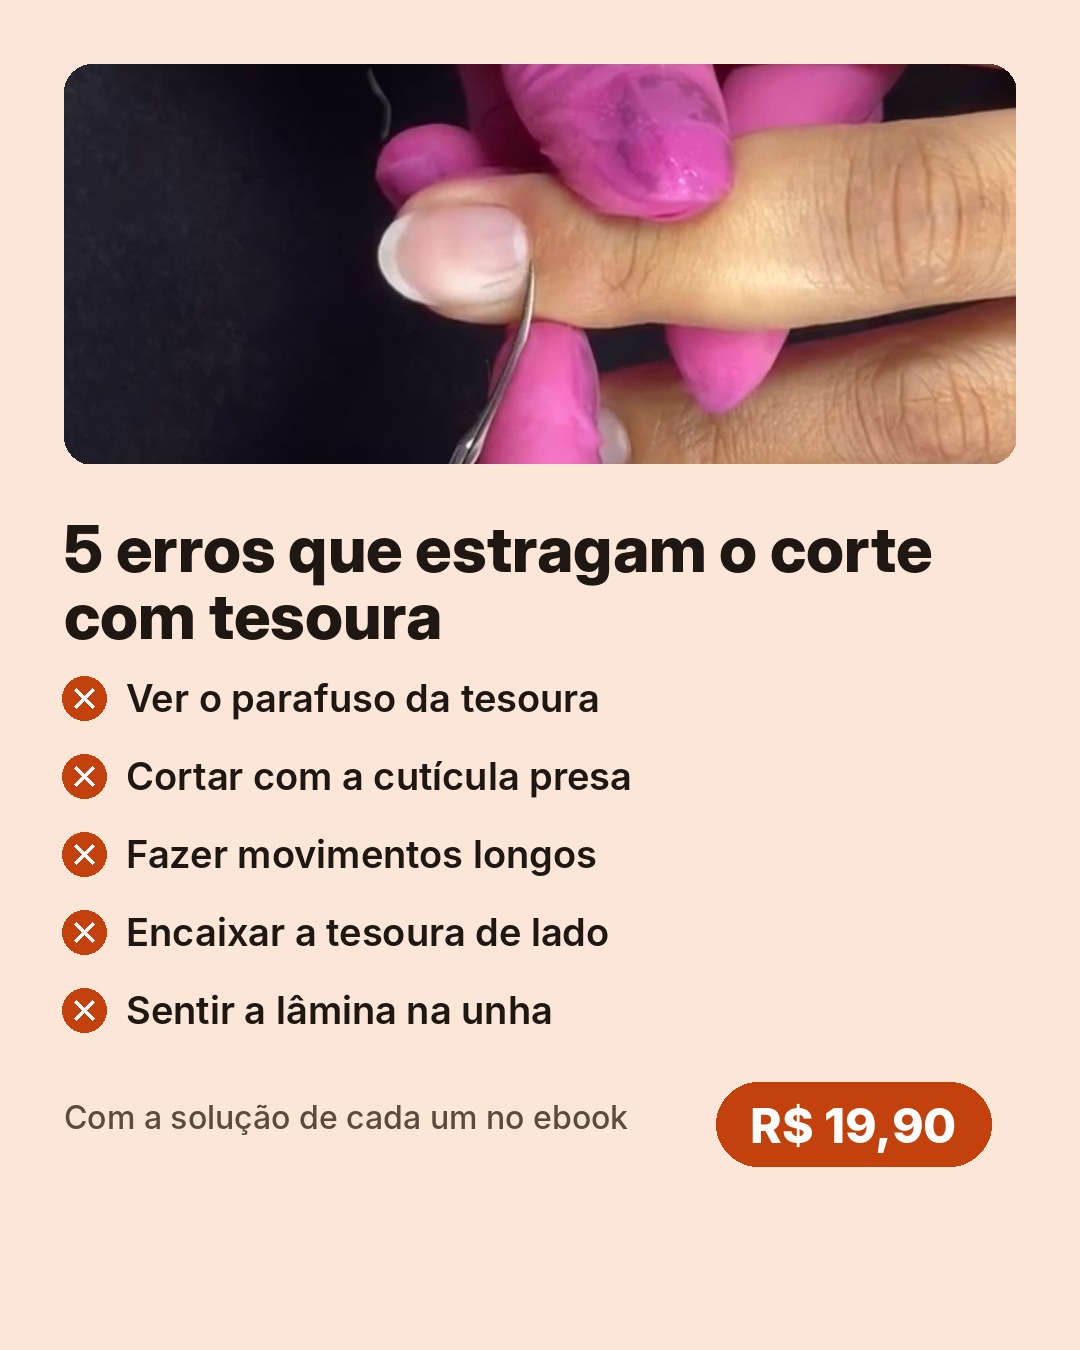 5 erros que estragam o corte
com tesoura
Ver o parafuso da tesoura
Cortar com a cutícula presa
Fazer movimentos longos
Encaixar a tesoura de lado
Sentir a lâmina na unha
Com a solução de cada um no ebook
R$ 19,90